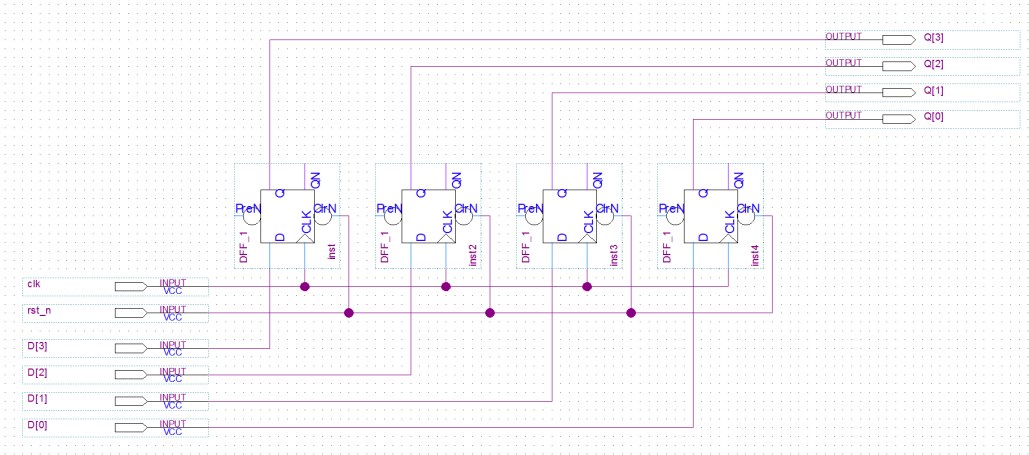 OUTPUT Q[3]
OUTPUT Q[2]
OUTPUT Q[1]
OUTPUT Q[0]
Q QN PreN ClrN D CLK DFF_1 inst
Q QN PreN ClrN D CLK DFF_1 inst2
Q QN PreN ClrN D CLK DFF_1 inst3
Q QN PreN ClrN D CLK DFF_1 inst4
clk INPUT VCC
rst_n INPUT VCC
D[3] INPUT VCC
D[2] INPUT VCC
D[1] INPUT VCC
D[0] INPUT VCC